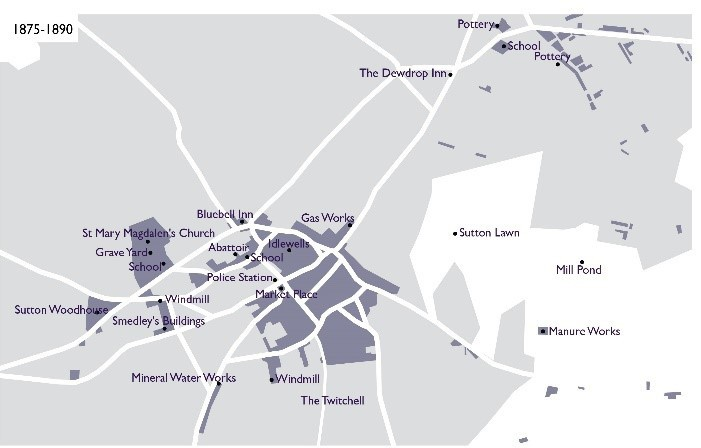 1875-1890
Pottery
School
Pottery
The Dewdrop Inn
Bluebell Inn
Gas Works
St Mary Magdalen's Church
Sutton Lawn
Idlewells
Abattoir
Grave Yard
School
School
Mill Pond
Police Station
Market Place
Windmill
Sutton Woodhouse
Smedley's Buildings
Manure Works
Mineral Water Works
Windmill
The Twitchell